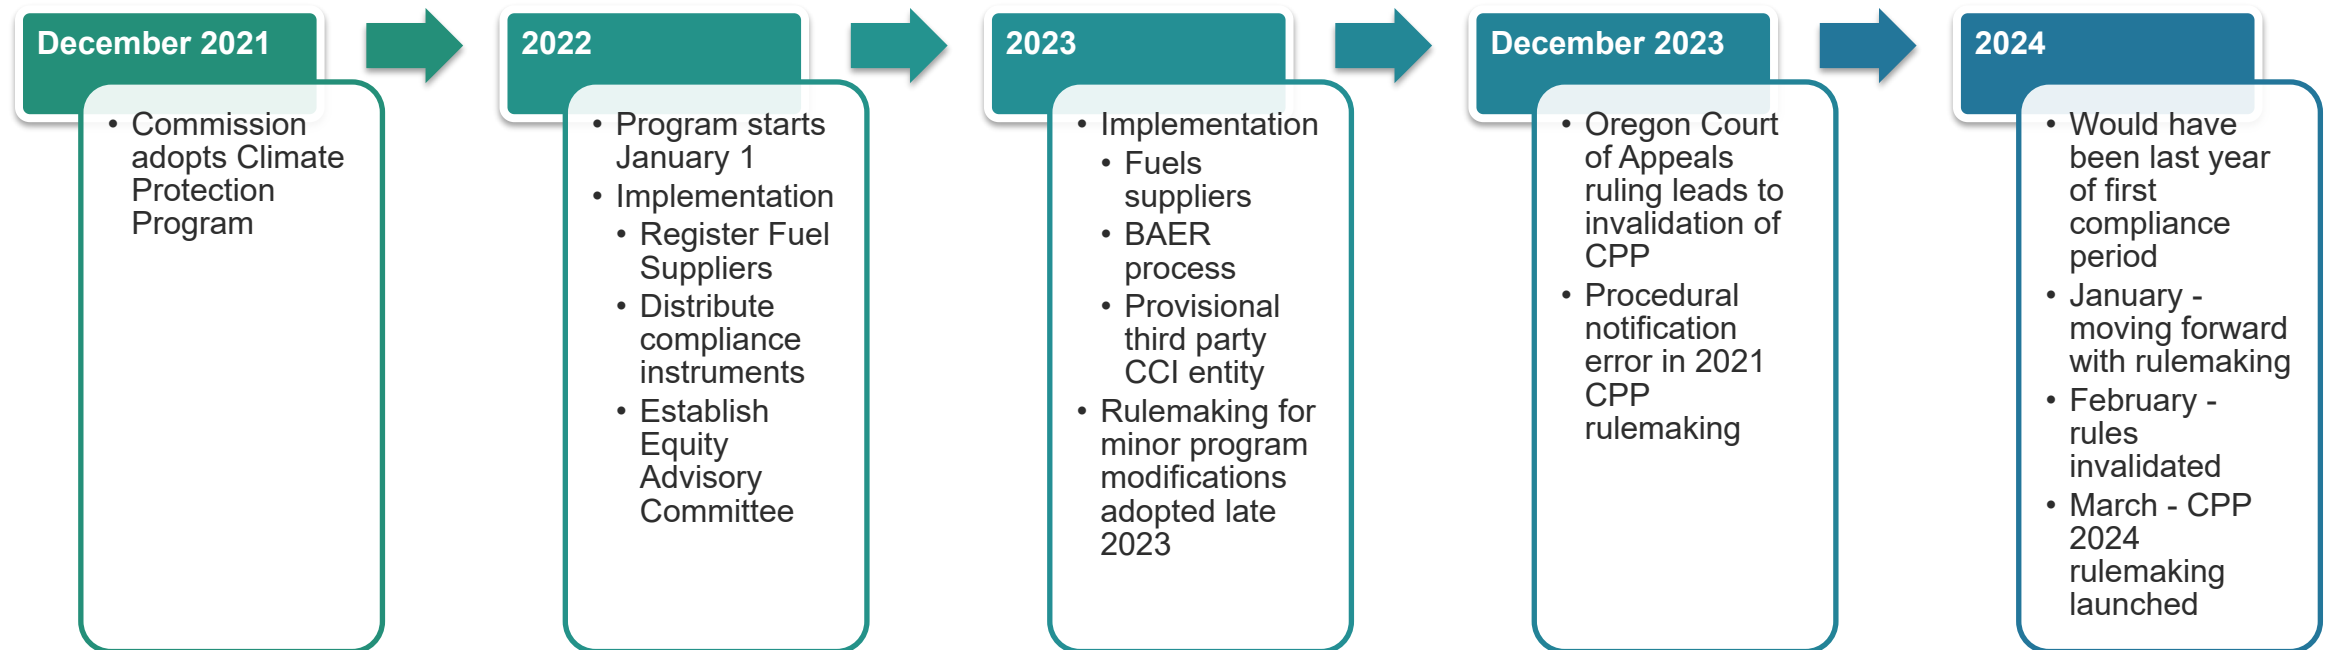 December 2021
• Commission
adopts Climate
Protection
Program
2022
• Program starts
January 1
• Implementation
• Register Fuel
Suppliers
• Distribute
compliance
instruments
• Establish
Equity
Advisory
Committee
2023
• Implementation
• Fuels
suppliers
• BAER
process
• Provisional
third party
CCI entity
• Rulemaking for
minor program
modifications
adopted late
2023
December 2023
• Oregon Court
of Appeals
ruling leads to
invalidation of
CPP
• Procedural
notification
error in 2021
CPP
rulemaking
2024
• Would have
been last year
of first
compliance
period
• January -
moving forward
with rulemaking
• February -
rules
invalidated
• March - CPP
2024
rulemaking
launched